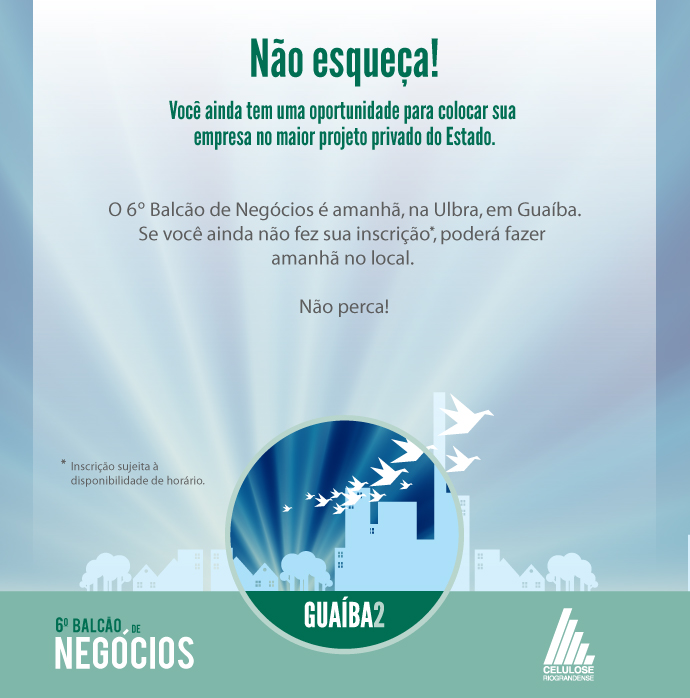 Não esqueça!
Você ainda tem uma oportunidade para colocar sua
empresa no maior projeto privado do Estado.
O 6º Balcão de Negócios é amanhã, na Ulbra, em Guaíba.
Se você ainda não fez sua inscrição*, poderá fazer
amanhã no local.
Não perca!
* Inscrição sujeita à
disponibilidade de horário.
GUAÍBA2
6º BALCÃO DE
NEGÓCIOS
CELULOSE
RIOGRANDENSE